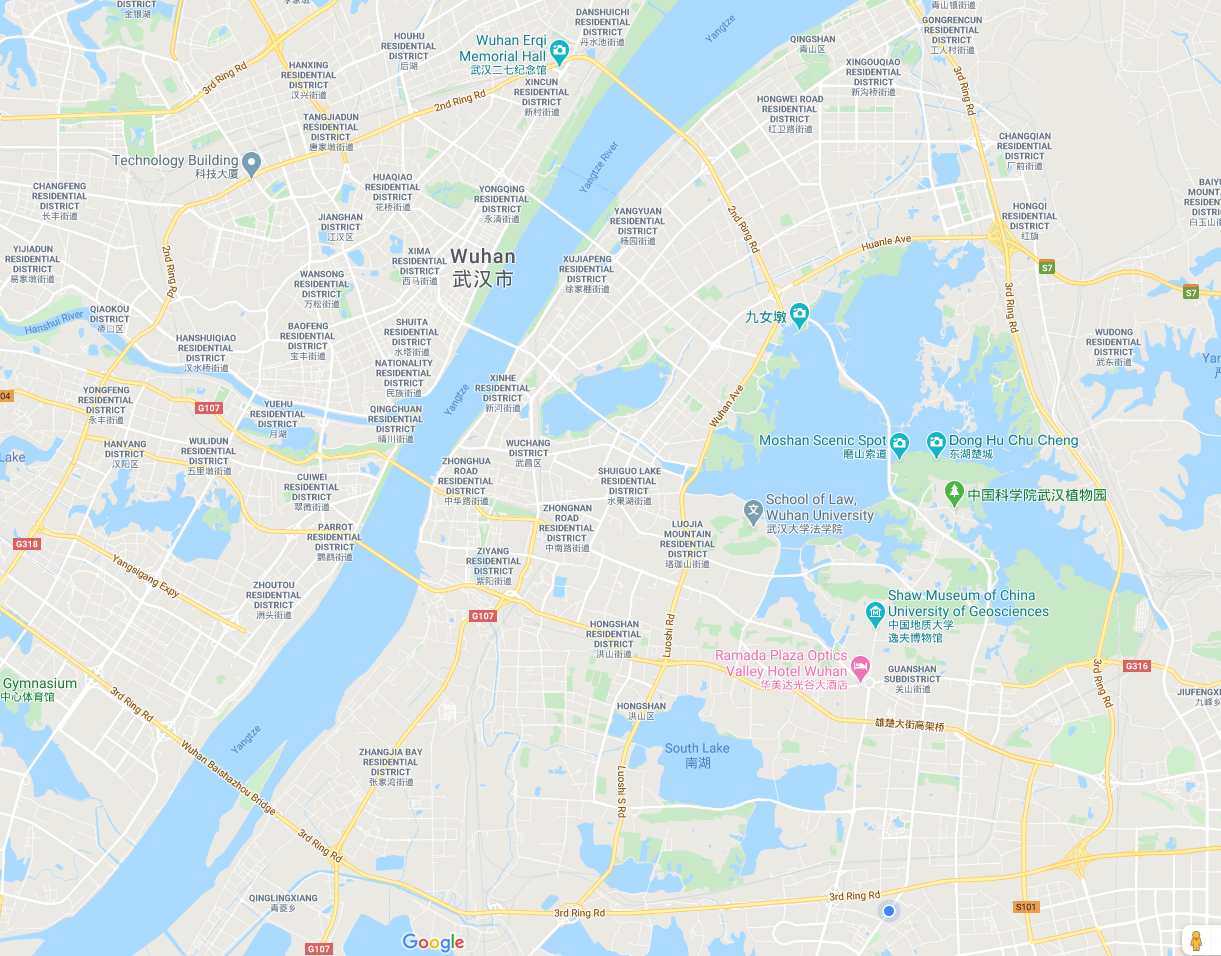 金银湖
DANSHUICHI
RESIDENTIAL
DISTRICT
丹水池街道
Yangtze
青山镇街道
GONGRENCUN
RESIDENTIAL
DISTRICT
工人村街道
HOUHU
RESIDENTIAL
DISTRICT
后湖
Wuhan Erqi
Memorial Hall
武汉二七纪念馆
QINGSHAN
青山区
XINGOUQIAO
RESIDENTIAL
DISTRICT
新沟桥街道
3rd Ring Rd
HANXING
RESIDENTIAL
DISTRICT
汉兴街道
2nd Ring Rd
XINCUN
RESIDENTIAL
DISTRICT
新村街道
HONGWEI ROAD
RESIDENTIAL
DISTRICT
红卫路街道
3rd Ring Rd
TANGJIADUN
RESIDENTIAL
DISTRICT
唐家墩街道
CHANGQIAN
RESIDENTIAL
DISTRICT
厂前街道
Technology Building
科技大厦
Yangtze River
HUAQIAO
RESIDENTIAL
DISTRICT
花桥街道
CHANGFENG
RESIDENTIAL
DISTRICT
长丰街道
YONGQING
RESIDENTIAL
DISTRICT
永清街道
BAIYU
MOUNT
RESIDENT
DISTR
白玉山街
JIANGHAN
DISTRICT
江汉区
YANGYUAN
RESIDENTIAL
DISTRICT
杨园街道
2nd Ring Rd
HONGQI
RESIDENTIAL
DISTRICT
红旗
Huanle Ave
YIJIADUN
RESIDENTIAL
DISTRICT
易家墩街道
2nd Ring Rd
XIMA
RESIDENTIAL
DISTRICT
西马街道
Wuhan
武汉市
XUJIAPENG
RESIDENTIAL
DISTRICT
徐家棚街道
S7
S7
WANSONG
RESIDENTIAL
DISTRICT
万松街道
3rd Ring Rd
QIAOKOU
DISTRICT
硚口区
Hanshui River
九女墩
BAOFENG
RESIDENTIAL
DISTRICT
宝丰街道
SHUITA
RESIDENTIAL
DISTRICT
水塔街道
HANSHUIQIAO
RESIDENTIAL
DISTRICT
汉水桥街道
WUDONG
RESIDENTIAL
DISTRICT
武东街道
Yan
严
NATIONALITY
RESIDENTIAL
DISTRICT
民族街道
XINHE
RESIDENTIAL
DISTRICT
新河街道
Yangtze
04
YONGFENG
RESIDENTIAL
DISTRICT
永丰街道
G107
YUEHU
RESIDENTIAL
DISTRICT
月湖
QINGCHUAN
RESIDENTIAL
DISTRICT
晴川街道
Wuhan Ave
HANYANG
DISTRICT
汉阳区
WULIDUN
RESIDENTIAL
DISTRICT
五里墩街道
WUCHANG
DISTRICT
武昌区
Moshan Scenic Spot
磨山索道
Dong Hu Chu Cheng
东湖楚城
Lake
CUIWEI
RESIDENTIAL
DISTRICT
翠微街道
ZHONGHUA
ROAD
RESIDENTIAL
DISTRICT
中华路街道
SHUIGUO LAKE
RESIDENTIAL
DISTRICT
水果湖街道
中国科学院武汉植物园
School of Law,
Wuhan University
武汉大学法学院
ZHONGNAN
ROAD
RESIDENTIAL
DISTRICT
中南路街道
PARROT
RESIDENTIAL
DISTRICT
鹦鹉街道
LUOJIA
MOUNTAIN
RESIDENTIAL
DISTRICT
珞珈山街道
G318
ZIYANG
RESIDENTIAL
DISTRICT
紫阳街道
Yangsigang Expy
ZHOUTOU
RESIDENTIAL
DISTRICT
洲头街道
Shaw Museum of China
University of Geosciences
中国地质大学
逸夫博物馆
G107
HONGSHAN
RESIDENTIAL
DISTRICT
洪山街道
Luoshi Rd
Ramada Plaza Optics
Valley Hotel Wuhan
华美达光谷大酒店
GUANSHAN
SUBDISTRICT
关山街道
G316
Gymnasium
中心体育馆
3rd Ring Rd
3rd Ring Rd
JIUFENGXI
九峰乡
HONGSHAN
洪山区
雄楚大街高架桥
Yangtze
South Lake
南湖
ZHANGJIA BAY
RESIDENTIAL
DISTRICT
张家湾街道
Wuhan Baishazhou Bridge
Luoshi S Rd
3rd Ring Rd
QINGLINGXIANG
青菱乡
3rd Ring Rd
3rd Ring Rd
S101
G107
Google